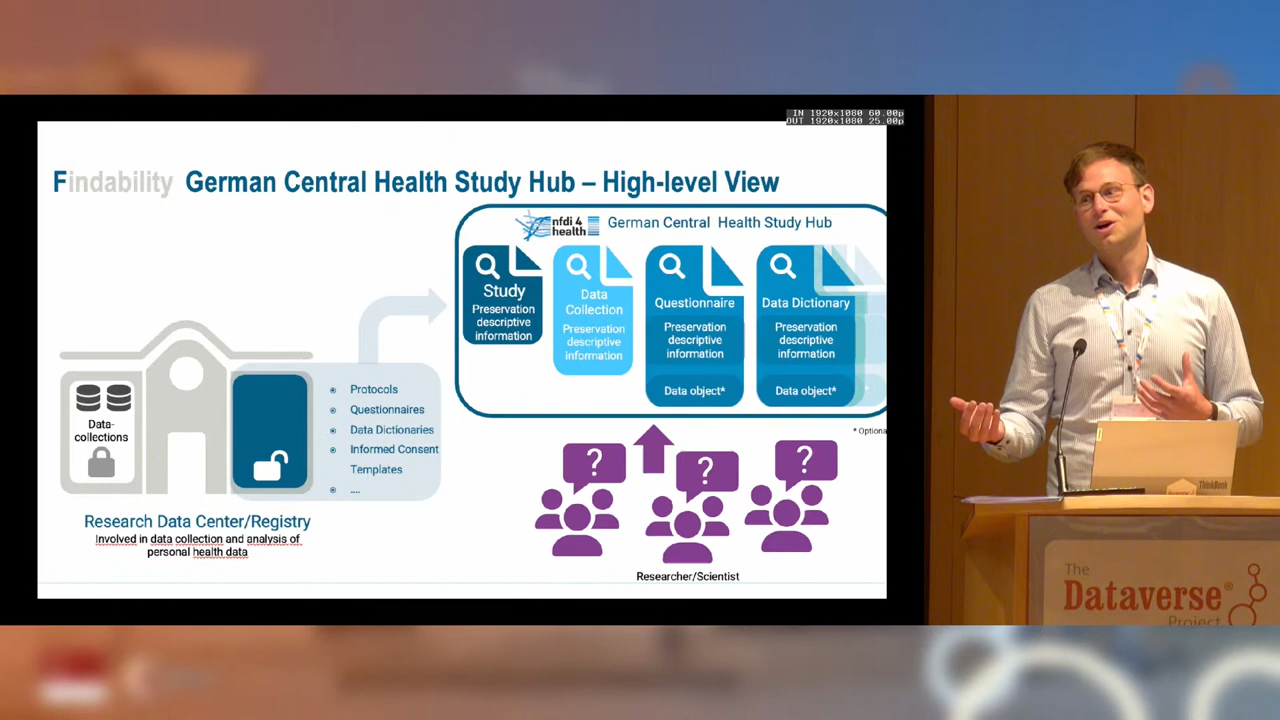 IN 1920x1080 60.00p
OUT 1920x1080 25.00p
Findability German Central Health Study Hub – High-level View
nfdi 4
health
German Central Health Study Hub
Study
Preservation
descriptive
information
Data
Collection
Preservation
descriptive
information
Questionnaire
Preservation
descriptive
information
Data object*
Data Dictionary
Preservation
descriptive
information
Data object*
* Optiona
Data-
collections
Protocols
Questionnaires
Data Dictionaries
Informed Consent
Templates
....
Research Data Center/Registry
Involved in data collection and analysis of
personal health data
?
?
?
Researcher/Scientist
ThinkBook
The
Dataverse®
Project